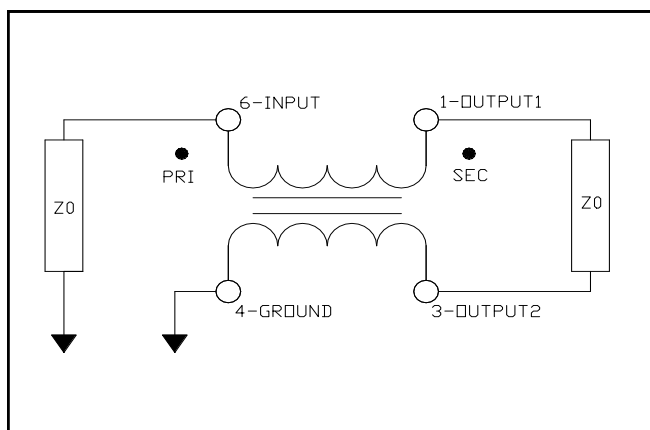 6-INPUT
1-OUTPUT1
PRI
SEC
Z0
Z0
4-GROUND
3-OUTPUT2